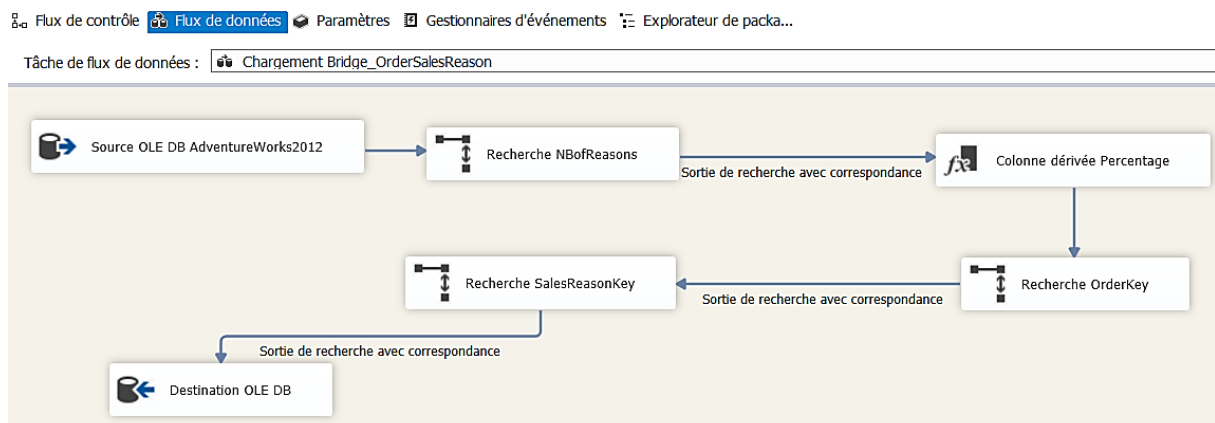 Flux de contrôle Flux de données Paramètres Gestionnaires d'événements Explorateur de packa...
Tâche de flux de données : Chargement Bridge_OrderSalesReason
Source OLE DB AdventureWorks2012
Recherche NBofReasons
Sortie de recherche avec correspondance
fx Colonne dérivée Percentage
Recherche OrderKey
Sortie de recherche avec correspondance
Recherche SalesReasonKey
Sortie de recherche avec correspondance
Destination OLE DB